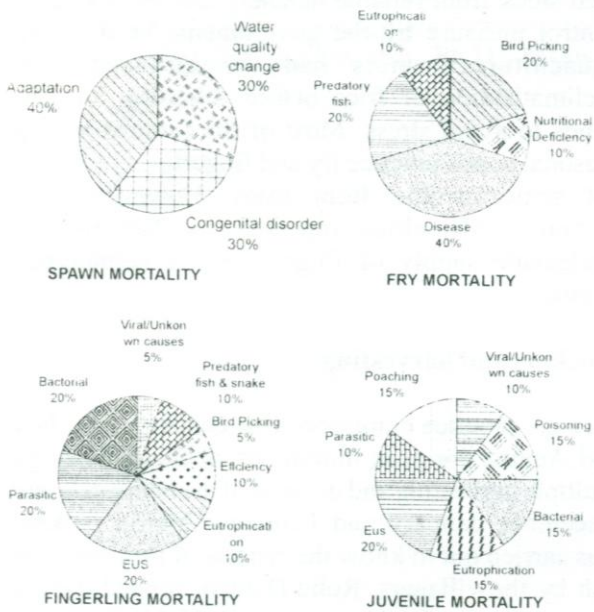 Water
quality
change
30%
Adaptation
40%
Congenital disorder
30%
SPAWN MORTALITY
Eutrophicati
on
10%
Bird Picking
20%
Predatory
fish
20%
Nutritional
Deficiency
10%
Disease
40%
FRY MORTALITY
Viral/Unkon
wn causes
5%
Bacterial
20%
Predatory
fish & snake
10%
Bird Picking
5%
Eficiency
10%
Parasitic
20%
Eutrophicati
on
10%
EUS
20%
FINGERLING MORTALITY
Viral/Unkon
wn causes
10%
Poaching
15%
Poisoning
15%
Parasitic
10%
Bacterial
15%
Eus
20%
Eutrophication
15%
JUVENILE MORTALITY